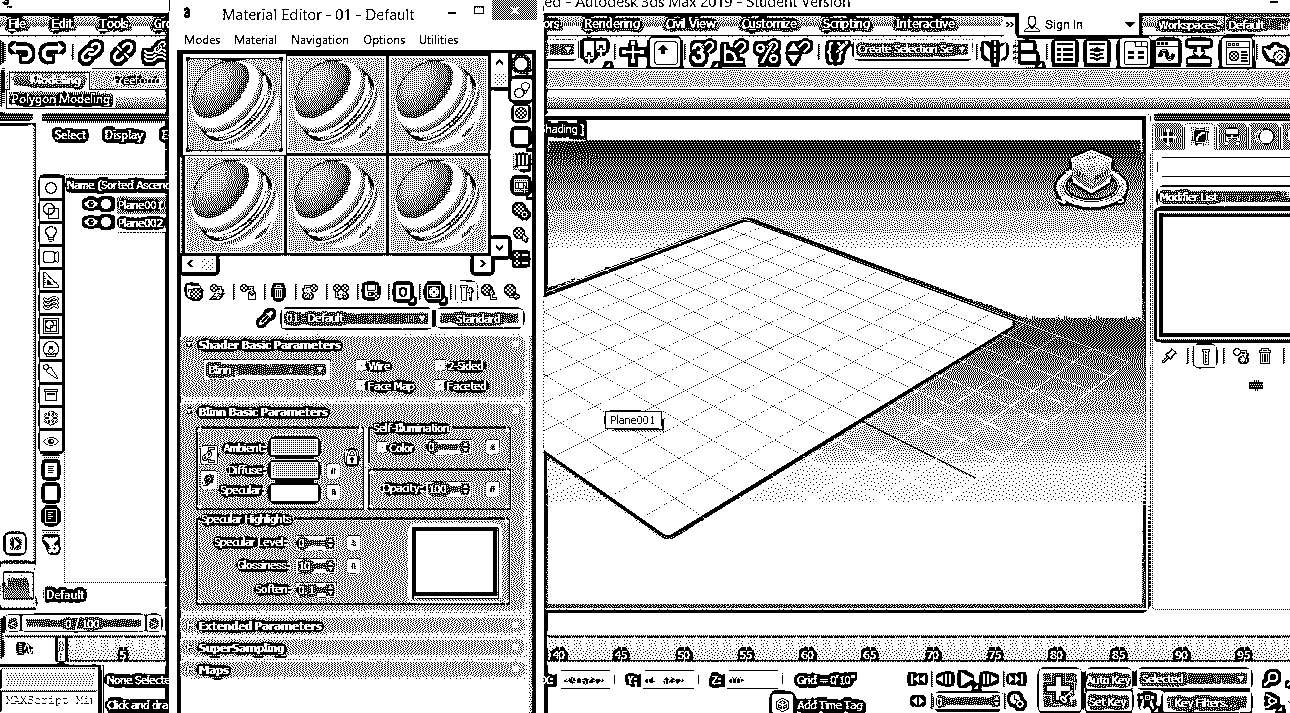 ed - Autodesk 3ds Max 2019 - Student Version
Material Editor - 01 - Default
File Edit Tools Gro
Rendering Civil View Customize Scripting Interactive » Sign In Workspaces: Default
Modes Material Navigation Options Utilities
Modeling Freeform
Polygon Modeling
Select Display E
hading ]
Name (Sorted Ascen
Modifier List
Plane001
Plane002
01 - Default Standard
Shader Basic Parameters
Blinn Wire 2-Sided
Face Map Faceted
Blinn Basic Parameters
Self-Illumination
Ambient: Color 0
Diffuse:
Specular: Opacity: 100
Plane001
Specular Highlights
Specular Level: 0
Glossiness: 10
Soften: 0.1
Default
0 / 100
Extended Parameters
SuperSampling
Maps
5 40 45 50 55 60 65 70 75 80 85 90 95
None Selecte
Y: Z: Grid = 0'10" Auto Key Selected
MAXScript Mi
Click and dra
Add Time Tag Set Key Key Filters...